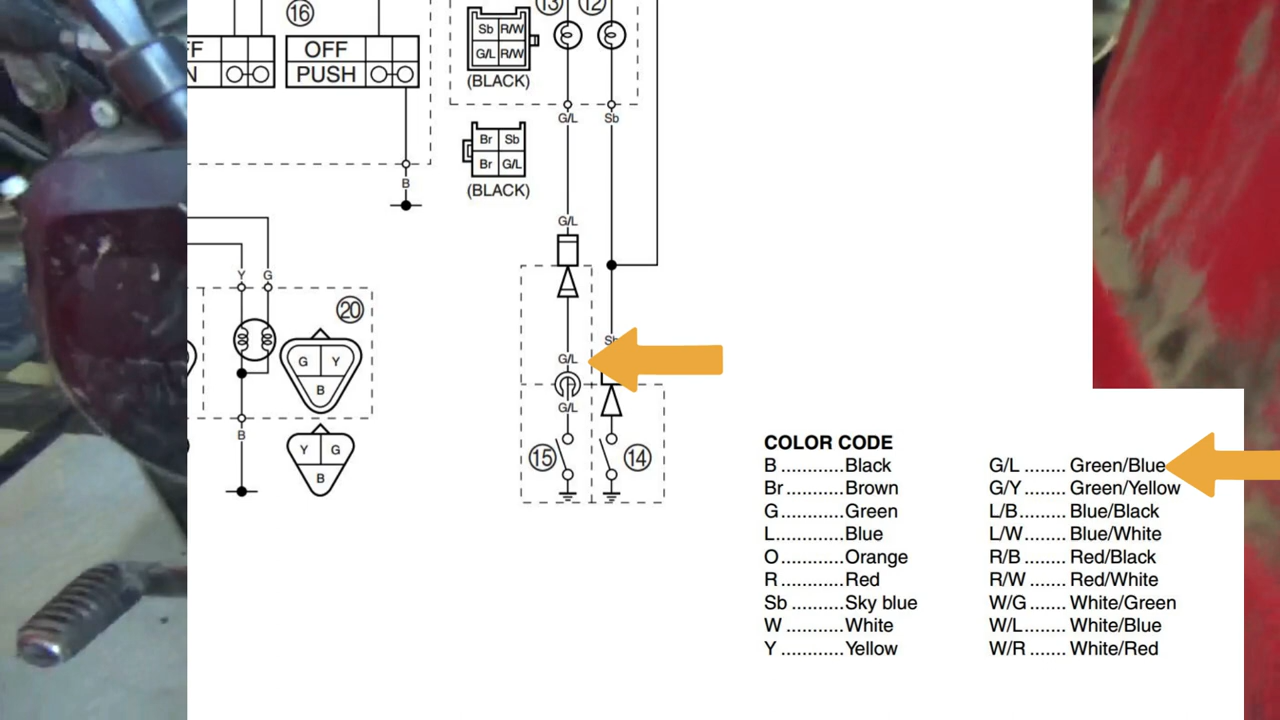 16
13
12
FF
OFF
N
PUSH
Sb R/W
G/L R/W
(BLACK)
G/L
Sb
Br Sb
Br G/L
(BLACK)
B
G/L
Y G
20
G Y
B
G/L
G/L
B
Y G
B
15
14
COLOR CODE
B ............Black
Br............Brown
G............Green
L.............Blue
O............Orange
R............Red
Sb ..........Sky blue
W ...........White
Y ............Yellow
G/L ........ Green/Blue
G/Y ........ Green/Yellow
L/B......... Blue/Black
L/W........ Blue/White
R/B ........ Red/Black
R/W ....... Red/White
W/G ....... White/Green
W/L........ White/Blue
W/R ....... White/Red